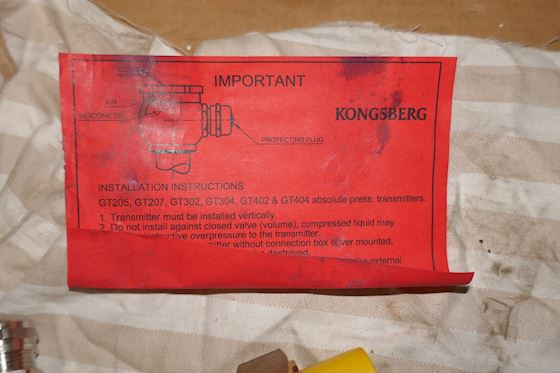 IMPORTANT
AIR
SILICONE GEL
KONGSBERG
PROTECTING PLUG
INSTALLATION INSTRUCTIONS
GT205, GT207, GT302, GT304, GT402 & GT404 absolute press. transmitters.
1. Transmitter must be installed vertically.
2. Do not install against closed valve (volume), compressed liquid may
overpressure to the transmitter.
without connection box cover mounted.
be destroyed.
external